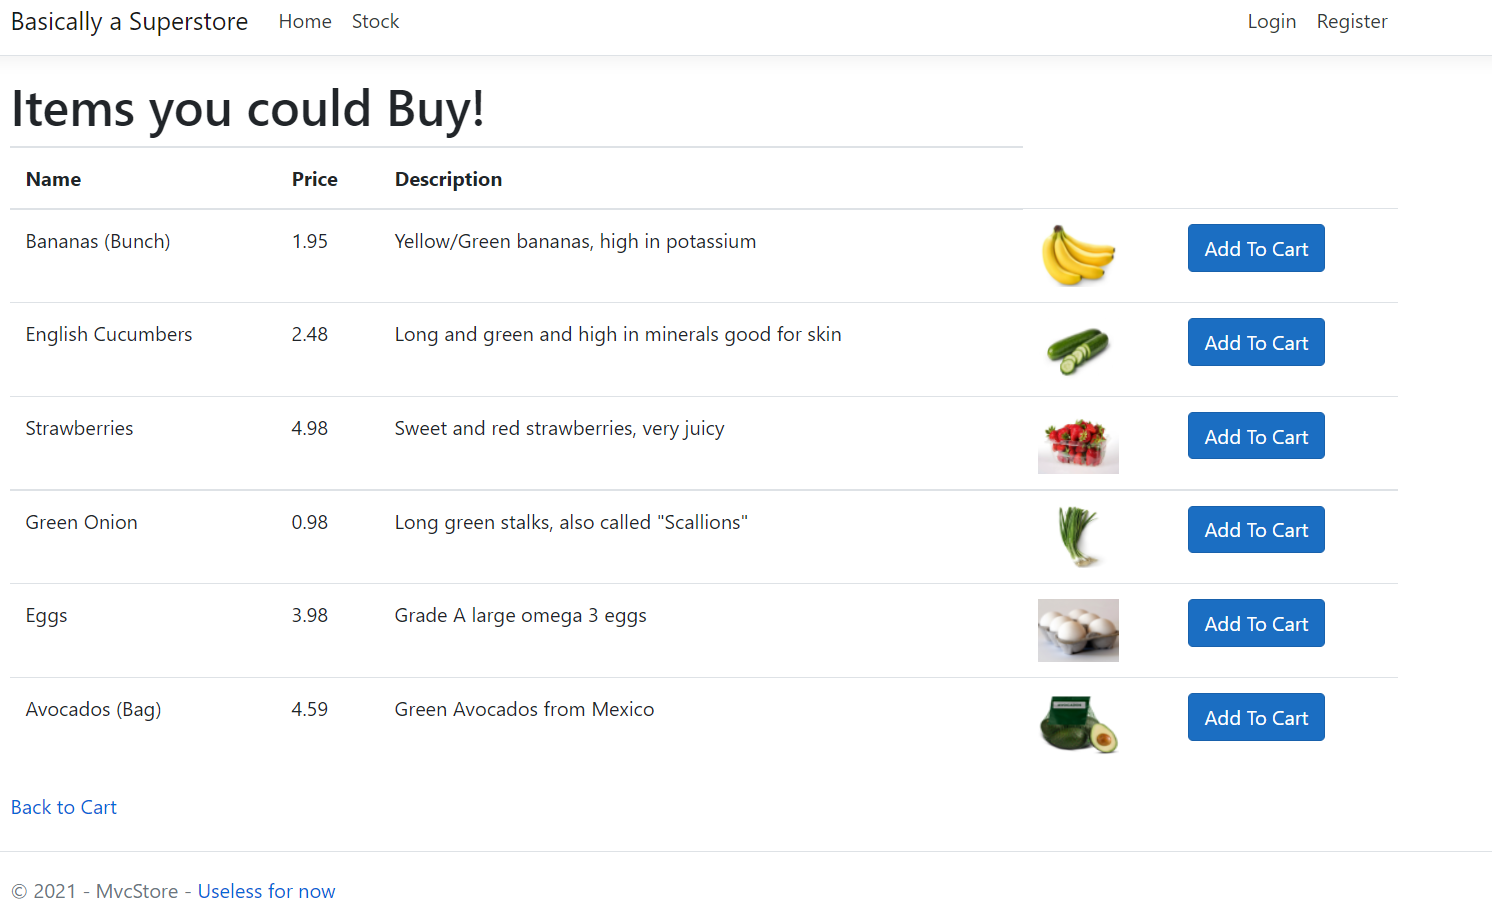 Basically a Superstore Home Stock Login Register
Items you could Buy!
Name Price Description
Bananas (Bunch) 1.95 Yellow/Green bananas, high in potassium Add To Cart
English Cucumbers 2.48 Long and green and high in minerals good for skin Add To Cart
Strawberries 4.98 Sweet and red strawberries, very juicy Add To Cart
Green Onion 0.98 Long green stalks, also called "Scallions" Add To Cart
Eggs 3.98 Grade A large omega 3 eggs Add To Cart
Avocados (Bag) 4.59 Green Avocados from Mexico Add To Cart
Back to Cart
© 2021 - MvcStore - Useless for now